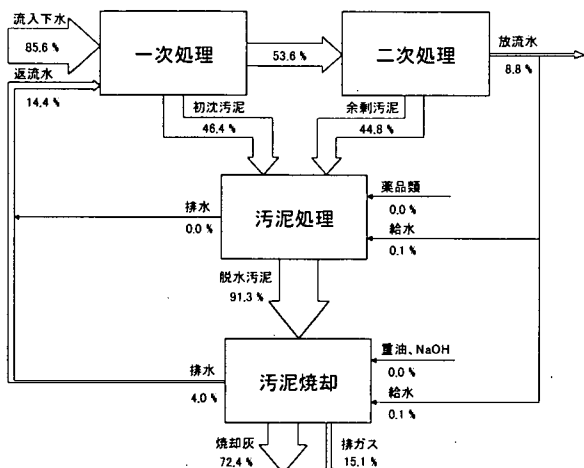 流入下水
85.6 %
一次処理
53.6 %
二次処理
放流水
8.8 %
返流水
14.4 %
初沈汚泥
46.4 %
余剰汚泥
44.8 %
汚泥処理
薬品類
0.0 %
排水
0.0 %
給水
0.1 %
脱水汚泥
91.3 %
汚泥焼却
重油、NaOH
0.0 %
排水
4.0 %
給水
0.1 %
焼却灰
72.4 %
排ガス
15.1 %